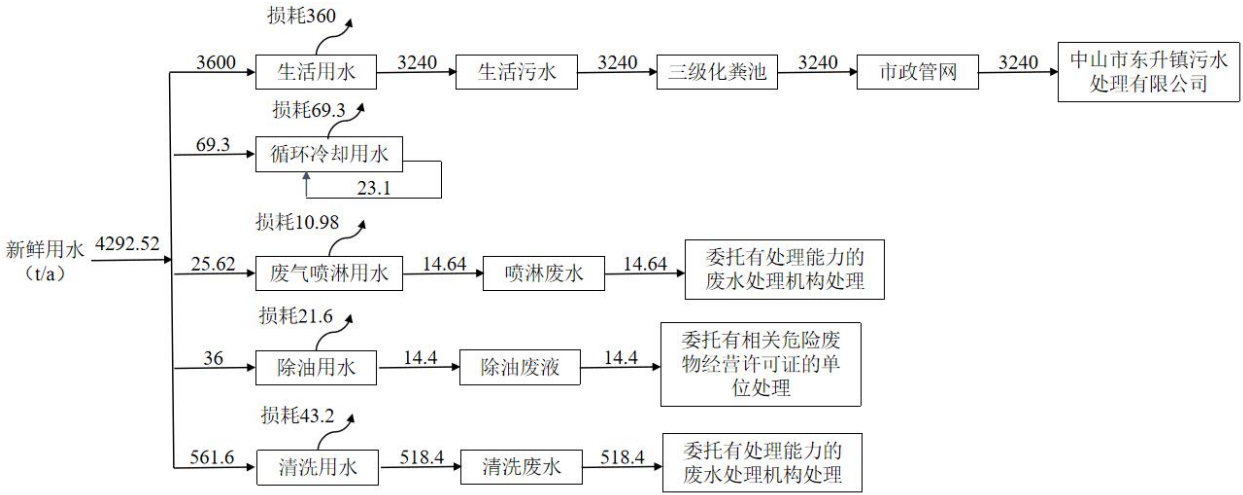 损耗360
3600
生活用水
3240
生活污水
3240
三级化粪池
3240
市政管网
3240
中山市东升镇污水
处理有限公司
损耗69.3
69.3
循环冷却用水
23.1
新鲜用水
（t/a）
4292.52
损耗10.98
25.62
废气喷淋用水
14.64
喷淋废水
14.64
委托有处理能力的
废水处理机构处理
损耗21.6
36
除油用水
14.4
除油废液
14.4
委托有相关危险废
物经营许可证的单
位处理
损耗43.2
561.6
清洗用水
518.4
清洗废水
518.4
委托有处理能力的
废水处理机构处理